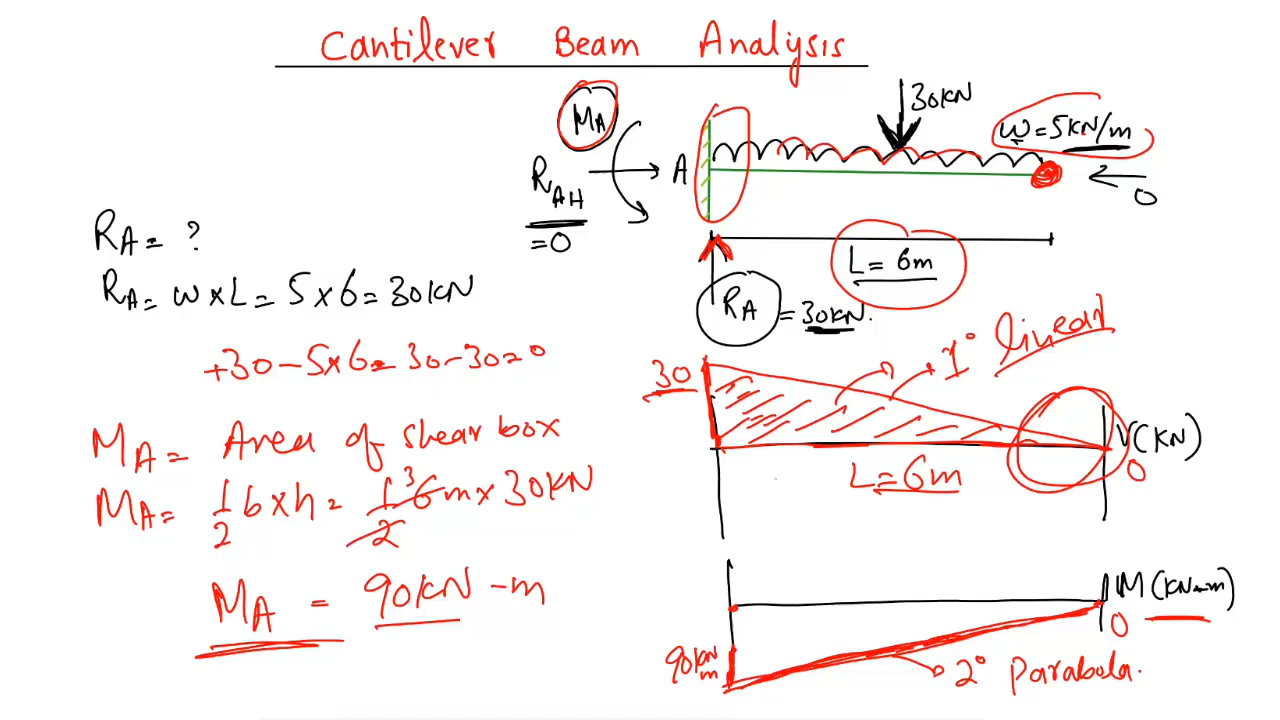 Cantilever Beam Analysis
MA
30KN
w=5KN/m
RAH
=0
A
0
RA= ?
L= 6m
RA= w×L= 5×6=30KN
RA = 30KN.
+30-5×6=30-30=0
30
1° linear
MA= Area of shear box
V(KN)
0
L=6m
MA= 1/2 b×h= 1/2 6m×30KN
3
MA = 90KN-m
M(KN-m)
0
90KN
m
2° Parabola.